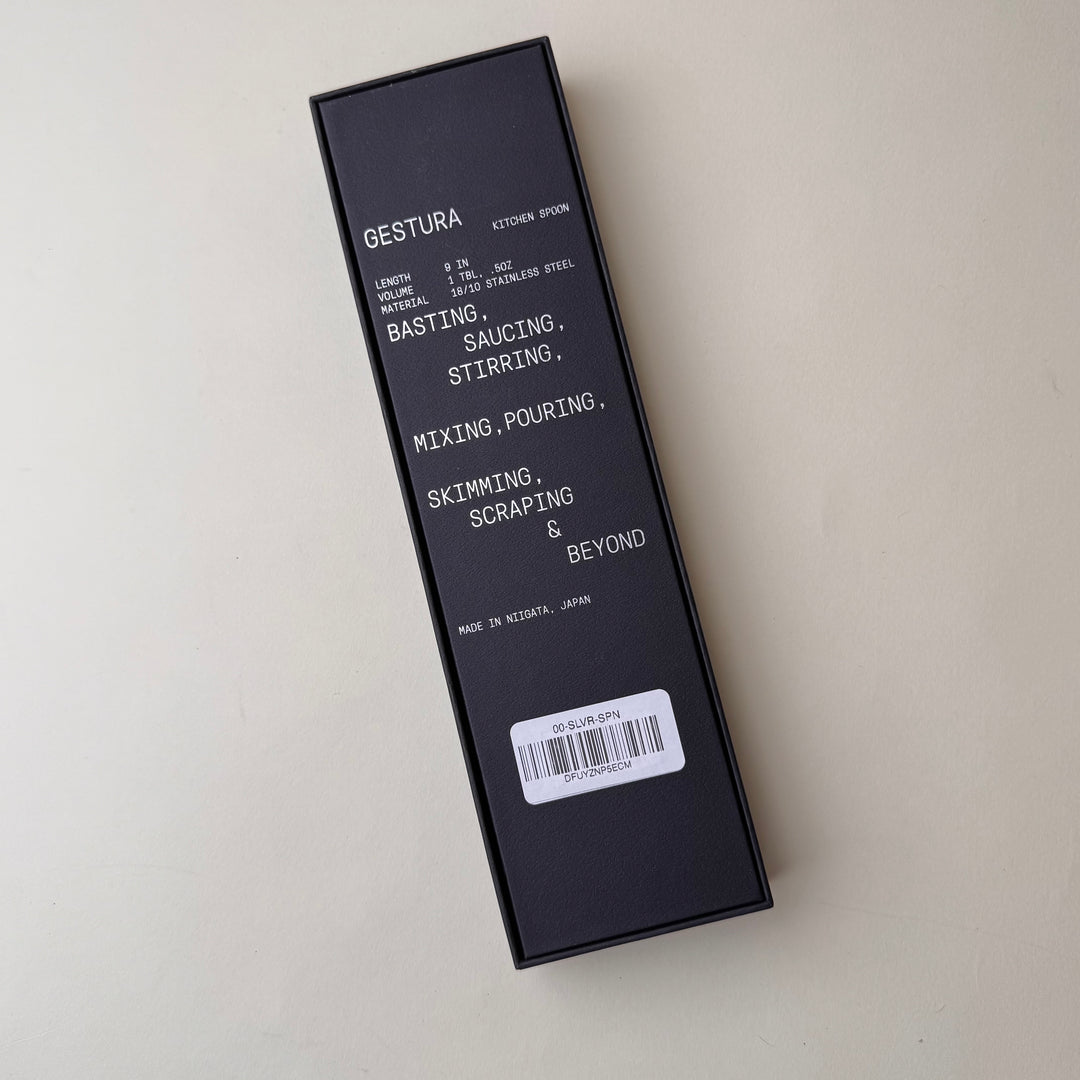 GESTURA KITCHEN SPOON
LENGTH 9 IN
VOLUME 1 TBL, .5OZ
MATERIAL 18/10 STAINLESS STEEL
BASTING,
SAUCING,
STIRRING,
MIXING,POURING,
SKIMMING,
SCRAPING
&
BEYOND
MADE IN NIIGATA, JAPAN
00-SLVR-SPN
DFUYZNP5ECM